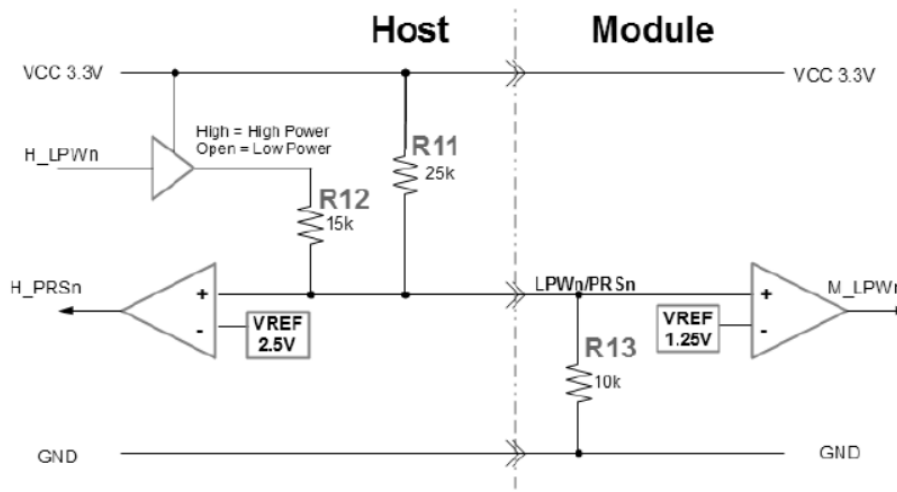 Host
Module
VCC 3.3V
VCC 3.3V
High = High Power
Open = Low Power
H_LPWn
R11
25k
R12
15k
H_PRSn
LPWn/PRSn
M_LPWn
+
-
VREF
2.5V
+
-
VREF
1.25V
R13
10k
GND
GND